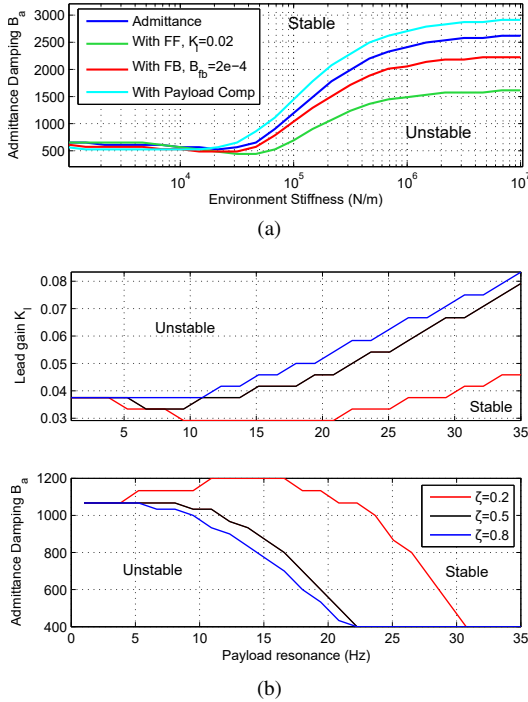 3000
2500
2000
1500
1000
500
Admittance Damping B_a
Stable
Admittance
With FF, K_l=0.02
With FB, B_fb=2e−4
With Payload Comp
Unstable
10^4
10^5
10^6
10^7
Environment Stiffness (N/m)
(a)
0.08
0.07
0.06
0.05
0.04
0.03
Lead gain K_l
Unstable
Stable
5
10
15
20
25
30
35
1200
1000
800
600
400
Admittance Damping B_a
ζ=0.2
ζ=0.5
ζ=0.8
Unstable
Stable
0
5
10
15
20
25
30
35
Payload resonance (Hz)
(b)